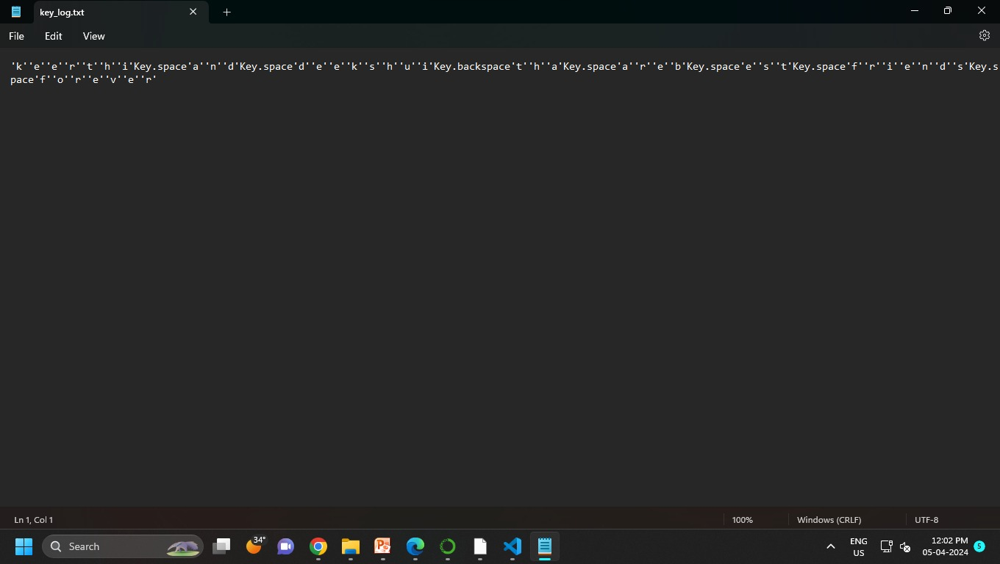 key_log.txt
File Edit View
'k''e''e''r''t''h''i'Key.space'a''n''d'Key.space'd''e''e''k''s''h''u''i'Key.backspace't''h''a'Key.space'a''r''e''b'Key.space'e''s''t'Key.space'f''r''i''e''n''d''s'Key.s
pace'f''o''r''e''v''e''r'
Ln 1, Col 1 100% Windows (CRLF) UTF-8
Search 34° ENG 12:02 PM
US 05-04-2024 5